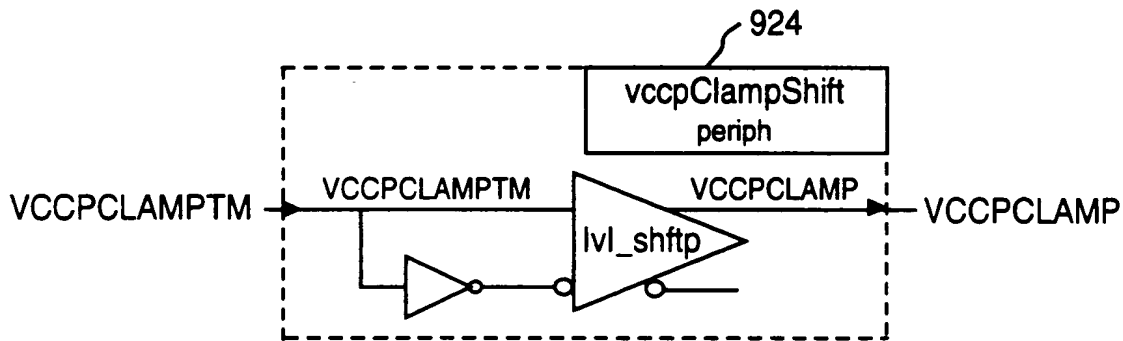 924
vccpClampShift
periph
VCCPCLAMPTM
VCCPCLAMPTM
VCCPCLAMP
VCCPCLAMP
lvl_shftp